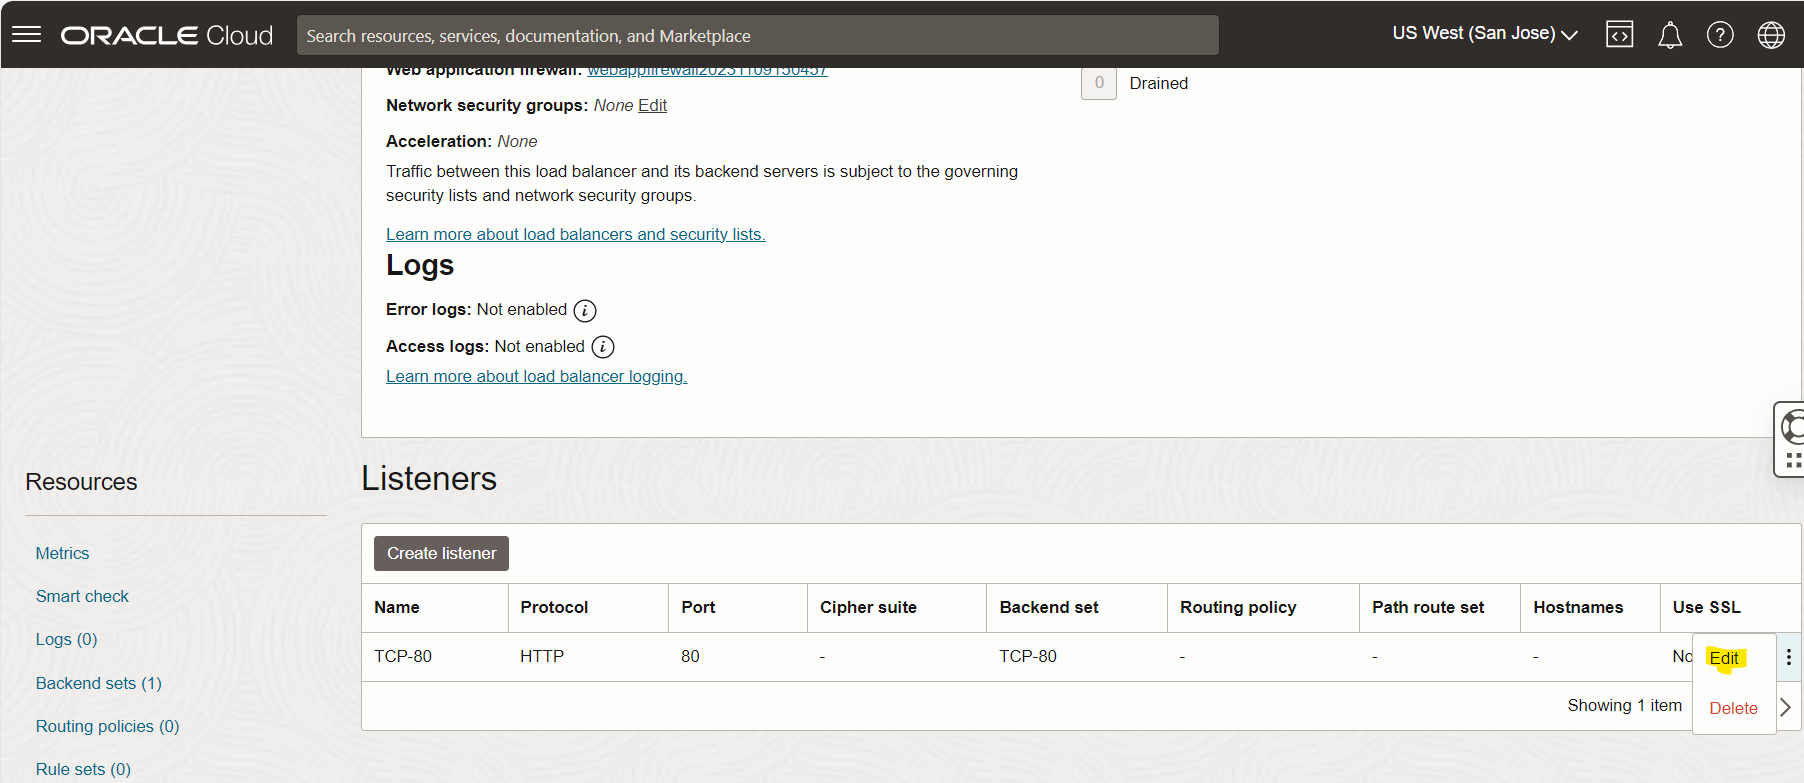 ORACLE Cloud
Search resources, services, documentation, and Marketplace
US West (San Jose)
Web application firewall: webappfirewall20231109150457
0 Drained
Network security groups: None Edit
Acceleration: None
Traffic between this load balancer and its backend servers is subject to the governing
security lists and network security groups.
Learn more about load balancers and security lists.
Logs
Error logs: Not enabled
Access logs: Not enabled
Learn more about load balancer logging.
Resources
Metrics
Smart check
Logs (0)
Backend sets (1)
Routing policies (0)
Rule sets (0)
Listeners
Create listener
Name Protocol Port Cipher suite Backend set Routing policy Path route set Hostnames Use SSL
TCP-80 HTTP 80 - TCP-80 - - - No
Edit
Showing 1 item
Delete